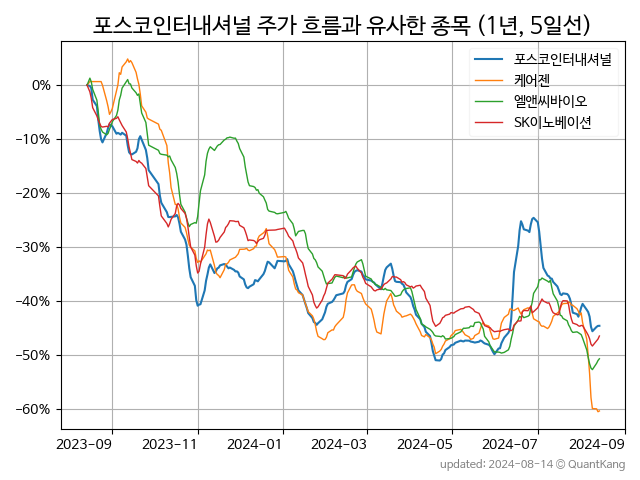 포스코인터내셔널 주가 흐름과 유사한 종목 (1년, 5일선)
포스코인터내셔널
케어젠
엘앤씨바이오
SK이노베이션
0%
−10%
−20%
−30%
−40%
−50%
−60%
2023-09 2023-11 2024-01 2024-03 2024-05 2024-07 2024-09
updated: 2024-08-14 © QuantKang